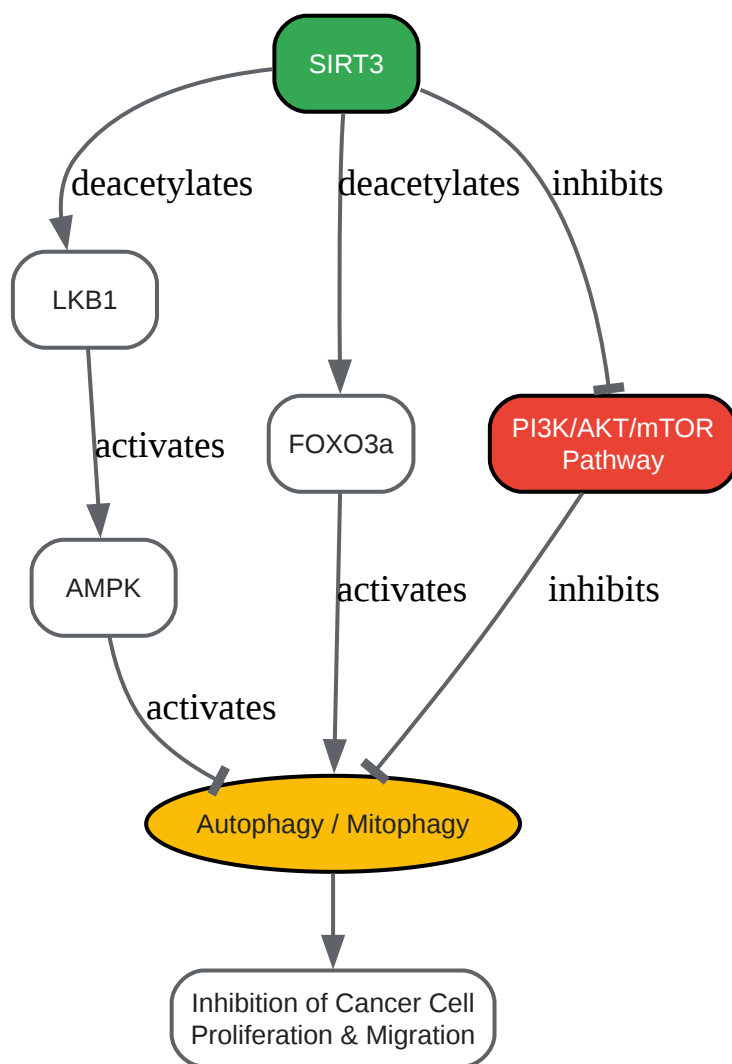 SIRT3
deacetylates
deacetylates
inhibits
LKB1
activates
FOXO3a
PI3K/AKT/mTOR
Pathway
AMPK
activates
inhibits
activates
Autophagy / Mitophagy
Inhibition of Cancer Cell
Proliferation & Migration